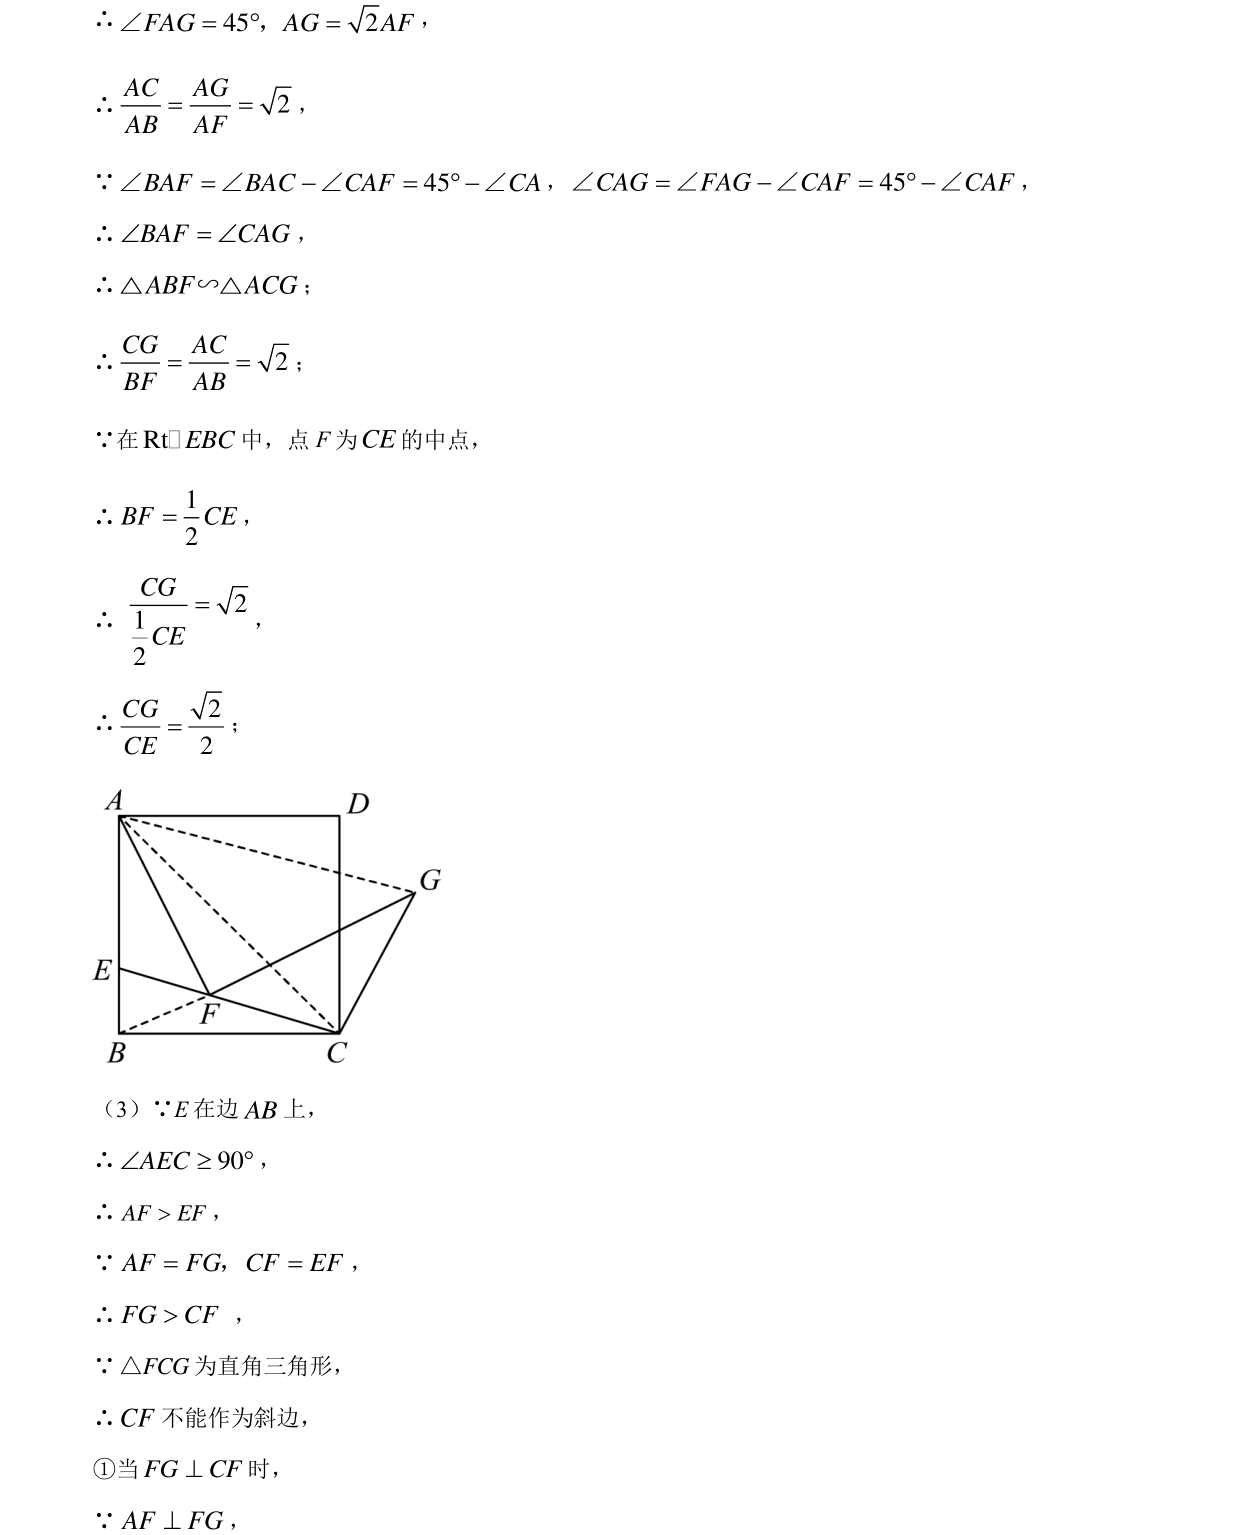 ∴∠FAG=45°，AG=√2AF，
∴AC/AB=AG/AF=√2，
∵∠BAF=∠BAC−∠CAF=45°−∠CA，∠CAG=∠FAG−∠CAF=45°−∠CAF，
∴∠BAF=∠CAG，
∴△ABF∽△ACG；
∴CG/BF=AC/AB=√2；
∵在Rt□EBC中，点F为CE的中点，
∴BF=1/2CE，
∴CG/(1/2CE)=√2，
∴CG/CE=√2/2；
A
D
G
E
F
B
C
（3）∵E在边AB上，
∴∠AEC≥90°，
∴AF>EF，
∵AF=FG，CF=EF，
∴FG>CF，
∵△FCG为直角三角形，
∴CF不能作为斜边，
①当FG⊥CF时，
∵AF⊥FG，